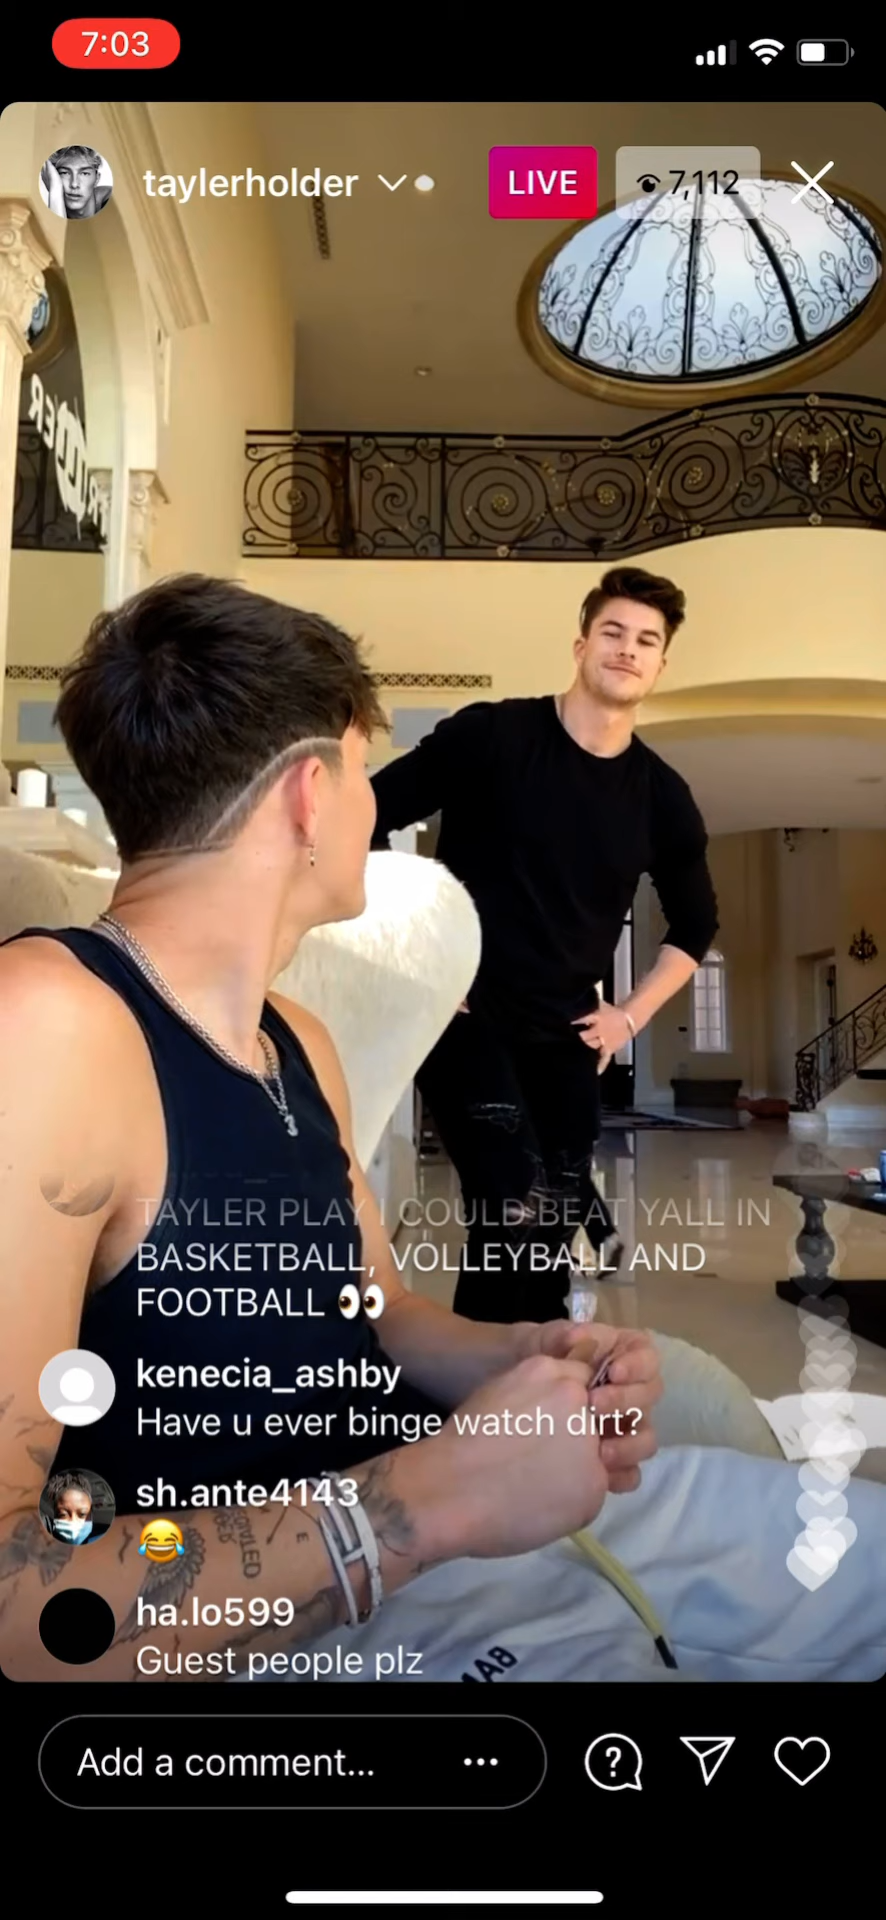 7:03
taylerholder
LIVE
7,112
TAYLER PLAY I COULD BEAT YALL IN
BASKETBALL, VOLLEYBALL AND
FOOTBALL 👀
kenecia_ashby
Have u ever binge watch dirt?
sh.ante4143
😂
ha.lo599
Guest people plz
Add a comment...